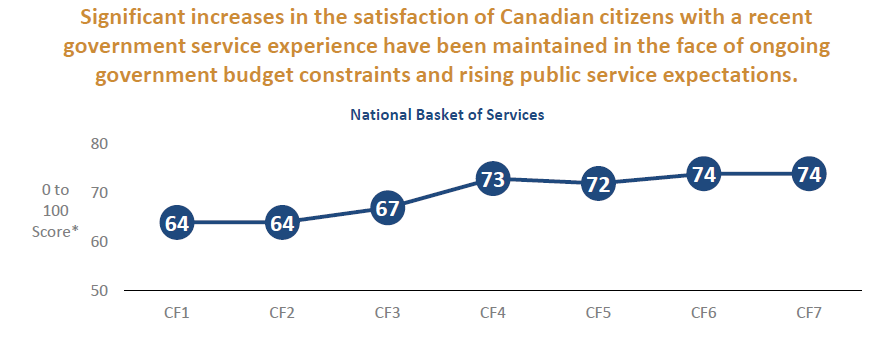 Significant increases in the satisfaction of Canadian citizens with a recent
government service experience have been maintained in the face of ongoing
government budget constraints and rising public service expectations.
National Basket of Services
80
70
60
50
0 to
100
Score*
64
64
67
73
72
74
74
CF1
CF2
CF3
CF4
CF5
CF6
CF7